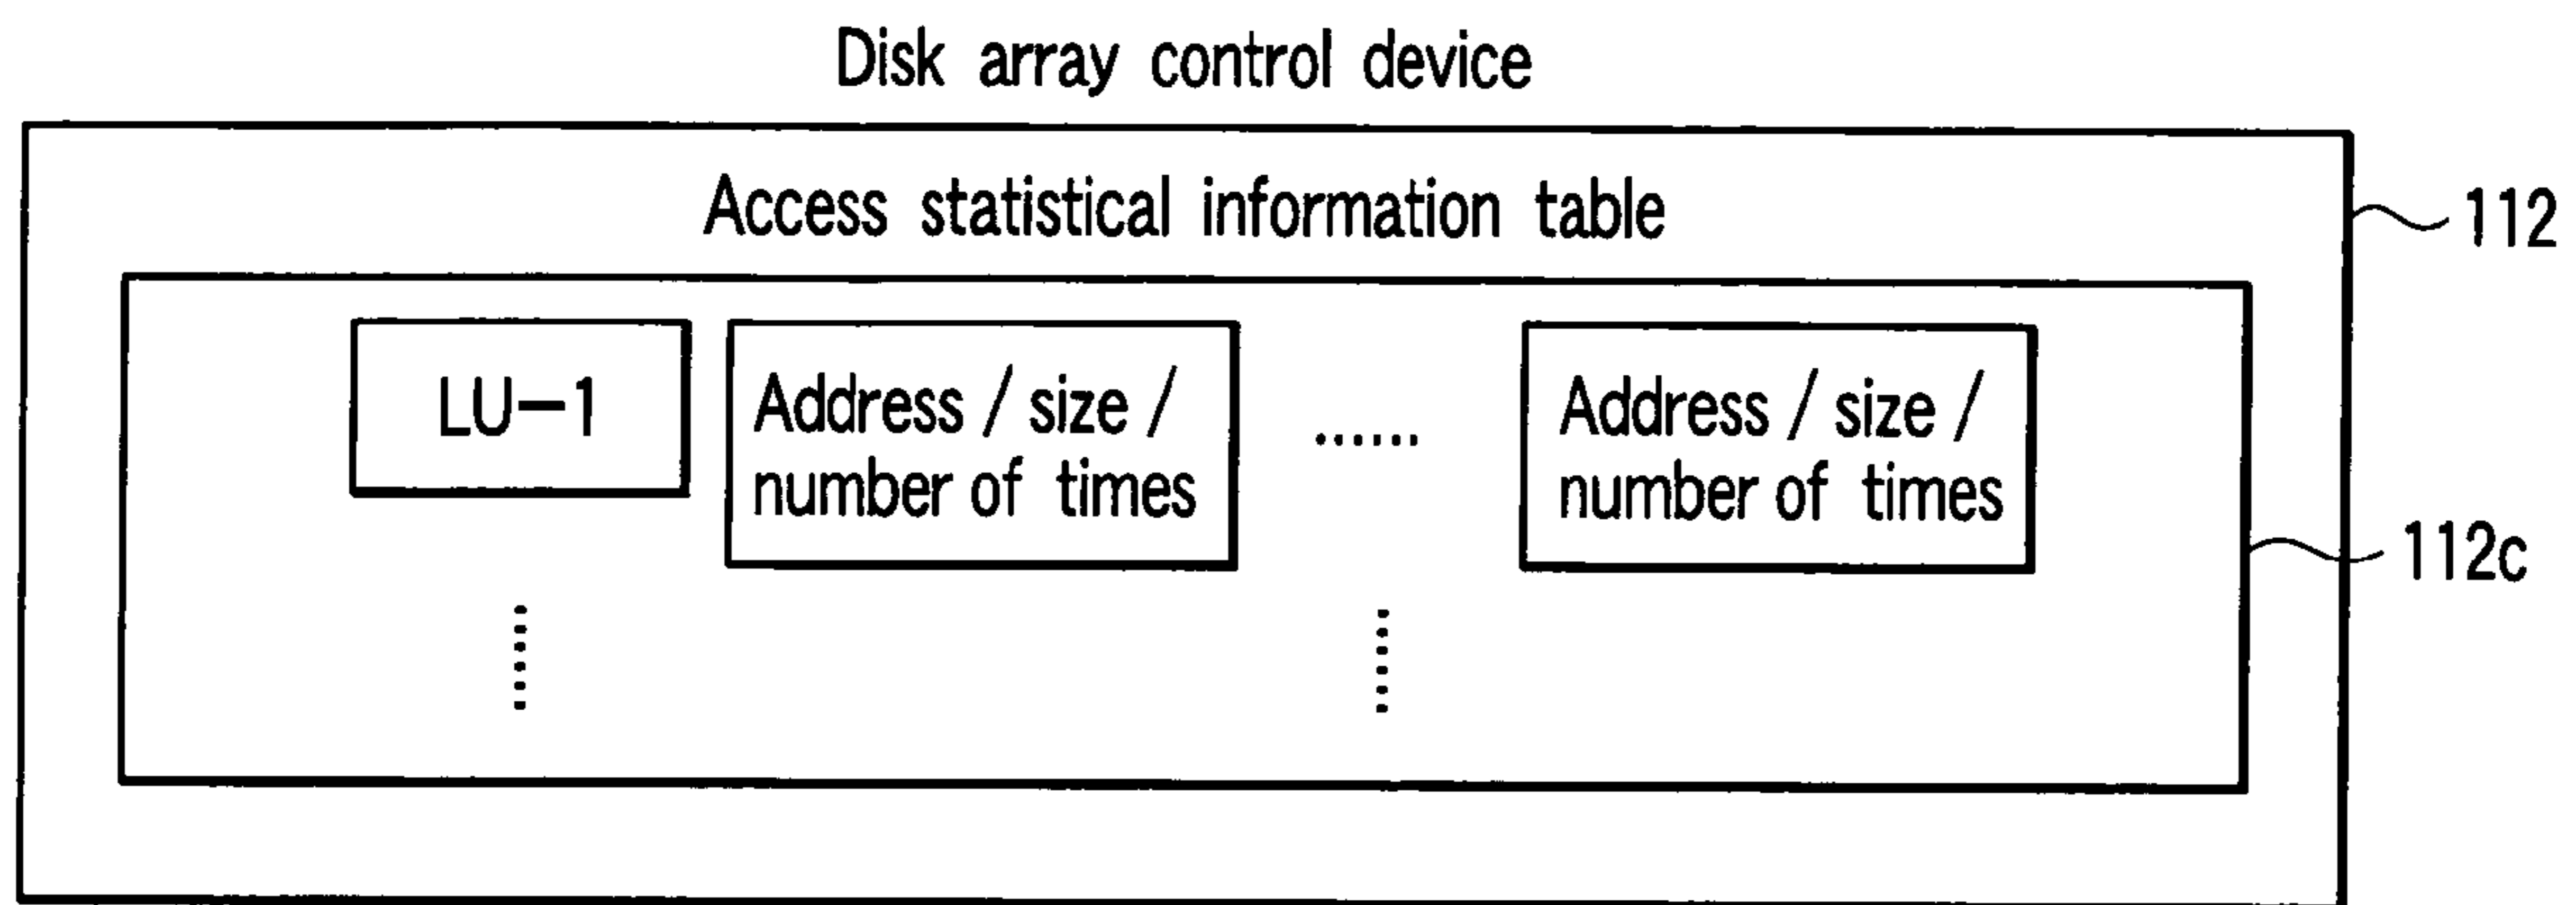 Disk array control device
Access statistical information table
112
LU-1
Address / size /
number of times
......
Address / size /
number of times
112c